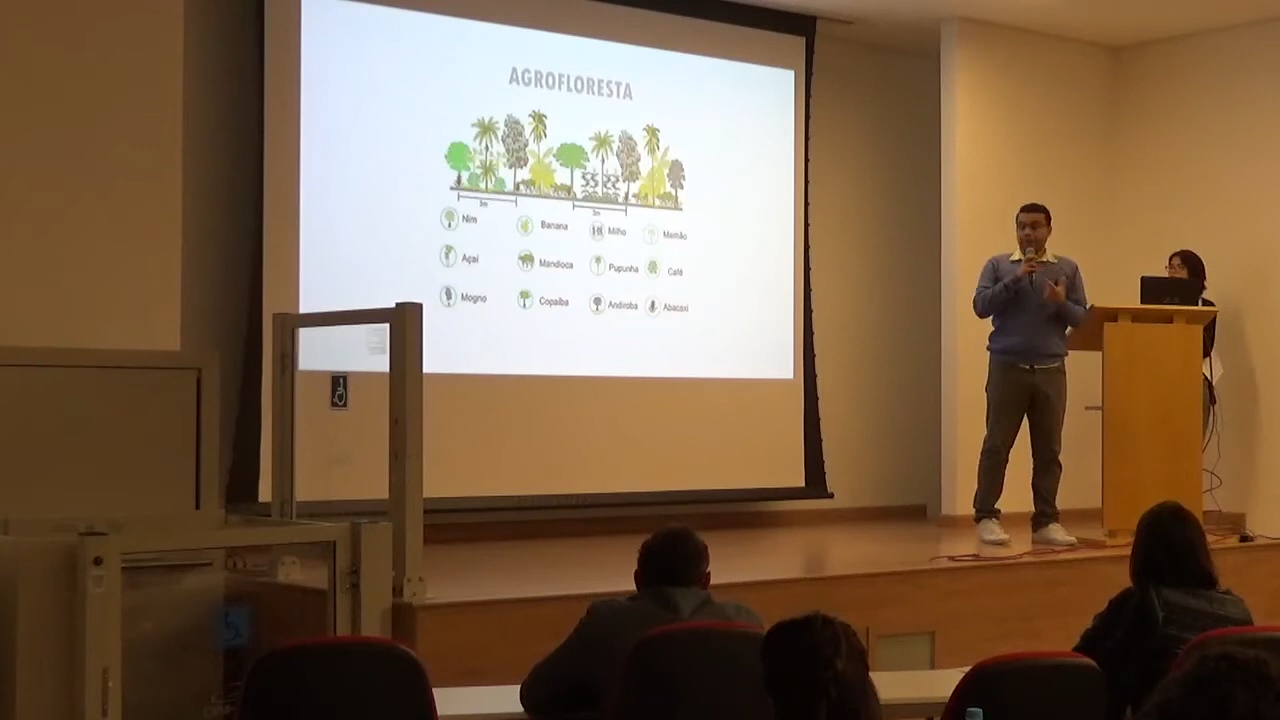 AGROFLORESTA
3m 3m
Nim Banana Milho Mamão
Açaí Mandioca Pupunha Café
Mogno Copaíba Andiroba Abacaxi